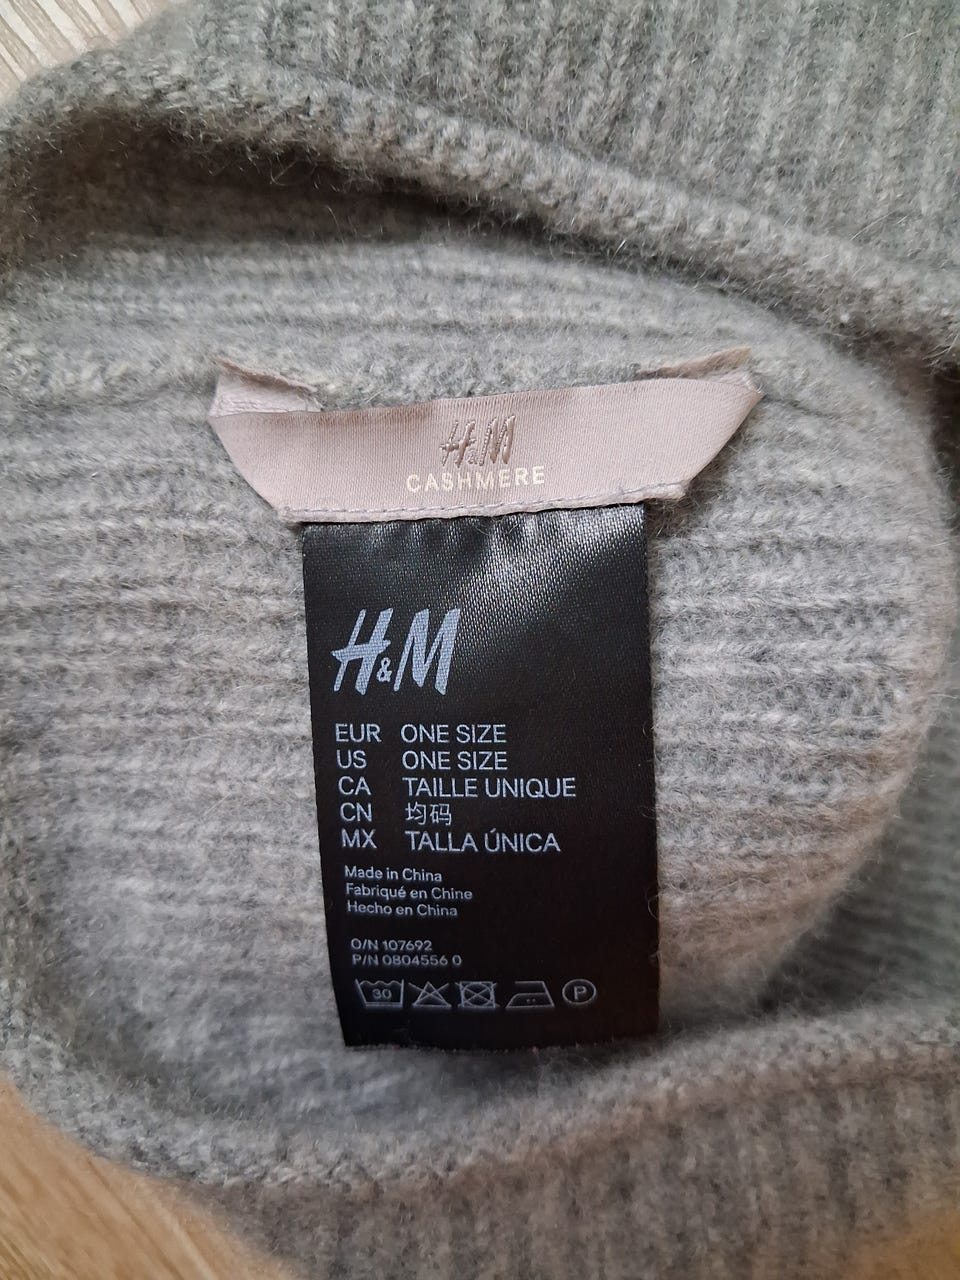 H&M
CASHMERE
H&M
EUR ONE SIZE
US ONE SIZE
CA TAILLE UNIQUE
CN 均码
MX TALLA ÚNICA
Made in China
Fabriqué en Chine
Hecho en China
O/N 107692
P/N 0804556 0
30 P